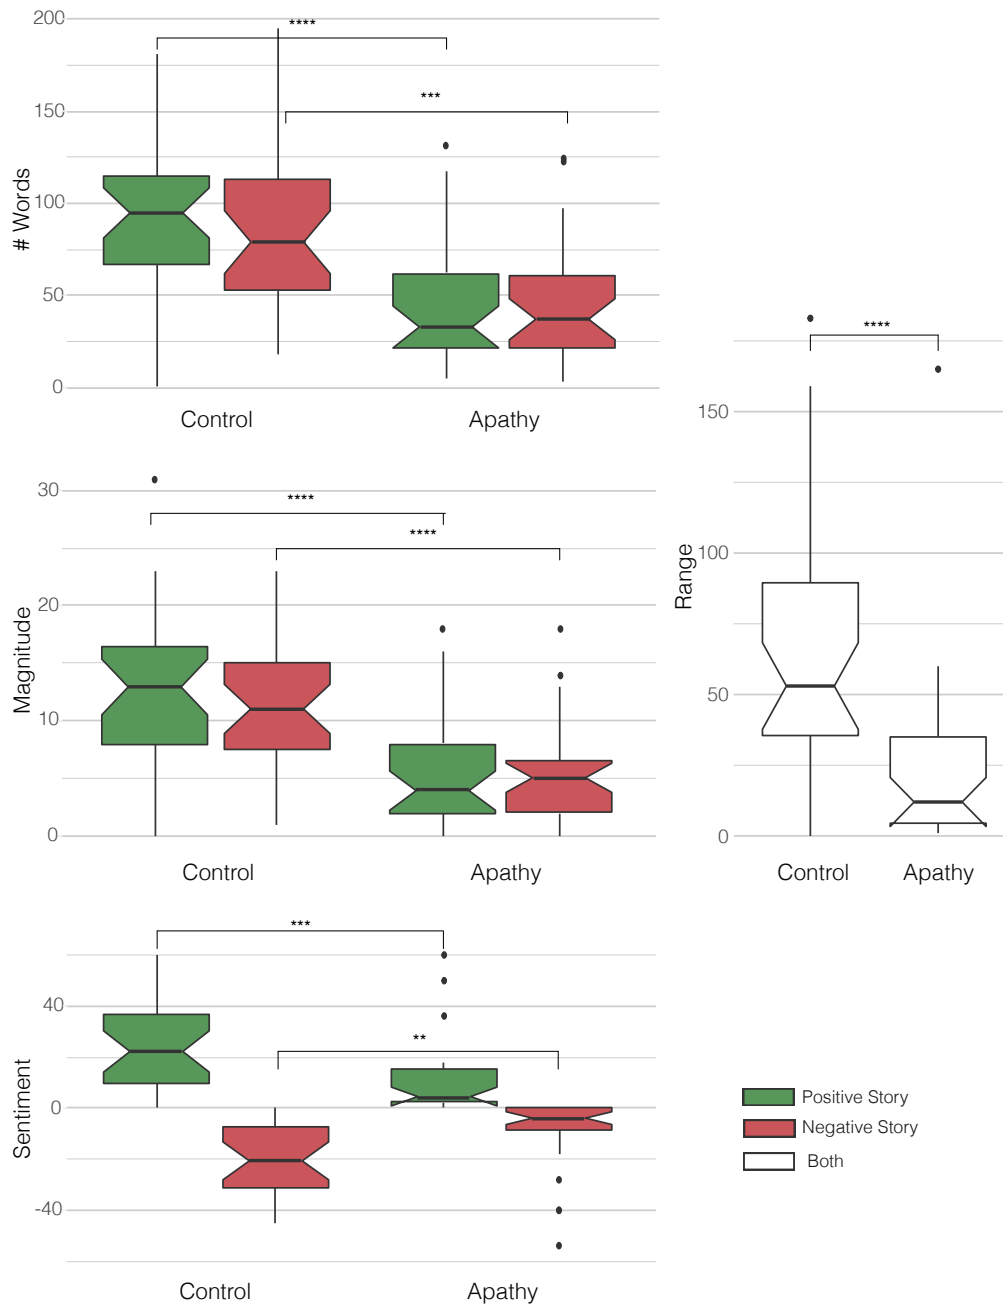 200
****
150
***
100
50
0
# Words
Control Apathy
30
****
****
20
10
0
Magnitude
Control Apathy
****
150
100
50
0
Range
Control Apathy
***
40
**
0
-40
Sentiment
Control Apathy
Positive Story
Negative Story
Both